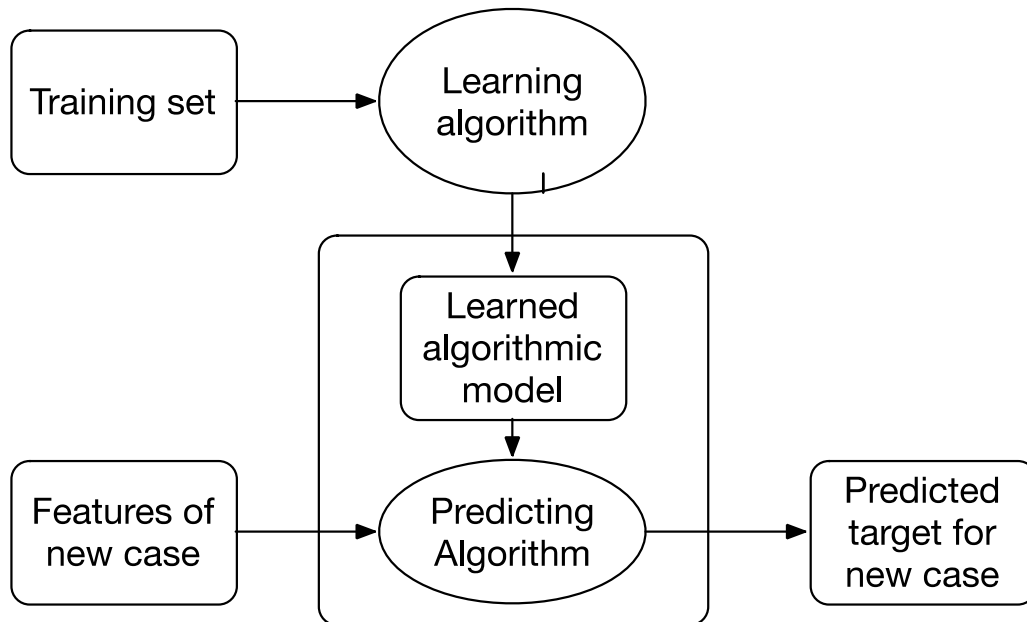 Training set
Learning
algorithm
Learned
algorithmic
model
Features of
new case
Predicting
Algorithm
Predicted
target for
new case